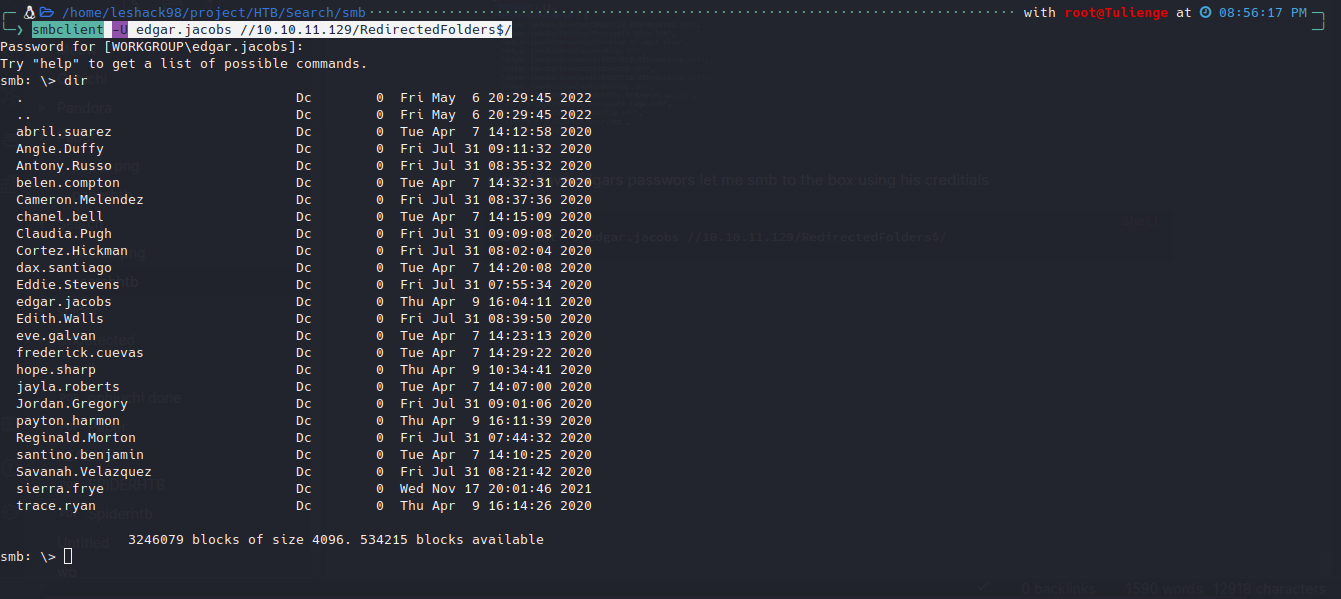 /home/leshack98/project/HTB/Search/smb with root@Tullenge at 08:56:17 PM
❯ smbclient -U edgar.jacobs //10.10.11.129/RedirectedFolders$/
Password for [WORKGROUP\edgar.jacobs]:
Try "help" to get a list of possible commands.
smb: \> dir
. Dc 0 Fri May 6 20:29:45 2022
.. Dc 0 Fri May 6 20:29:45 2022
abril.suarez Dc 0 Tue Apr 7 14:12:58 2020
Angie.Duffy Dc 0 Fri Jul 31 09:11:32 2020
Antony.Russo Dc 0 Fri Jul 31 08:35:32 2020
belen.compton Dc 0 Tue Apr 7 14:32:31 2020
Cameron.Melendez Dc 0 Fri Jul 31 08:37:36 2020
chanel.bell Dc 0 Tue Apr 7 14:15:09 2020
Claudia.Pugh Dc 0 Fri Jul 31 09:09:08 2020
Cortez.Hickman Dc 0 Fri Jul 31 08:02:04 2020
dax.santiago Dc 0 Tue Apr 7 14:20:08 2020
Eddie.Stevens Dc 0 Fri Jul 31 07:55:34 2020
edgar.jacobs Dc 0 Thu Apr 9 16:04:11 2020
Edith.Walls Dc 0 Fri Jul 31 08:39:50 2020
eve.galvan Dc 0 Tue Apr 7 14:23:13 2020
frederick.cuevas Dc 0 Tue Apr 7 14:29:22 2020
hope.sharp Dc 0 Thu Apr 9 10:34:41 2020
jayla.roberts Dc 0 Tue Apr 7 14:07:00 2020
Jordan.Gregory Dc 0 Fri Jul 31 09:01:06 2020
payton.harmon Dc 0 Thu Apr 9 16:11:39 2020
Reginald.Morton Dc 0 Fri Jul 31 07:44:32 2020
santino.benjamin Dc 0 Tue Apr 7 14:10:25 2020
Savanah.Velazquez Dc 0 Fri Jul 31 08:21:42 2020
sierra.frye Dc 0 Wed Nov 17 20:01:46 2021
trace.ryan Dc 0 Thu Apr 9 16:14:26 2020
3246079 blocks of size 4096. 534215 blocks available
smb: \>